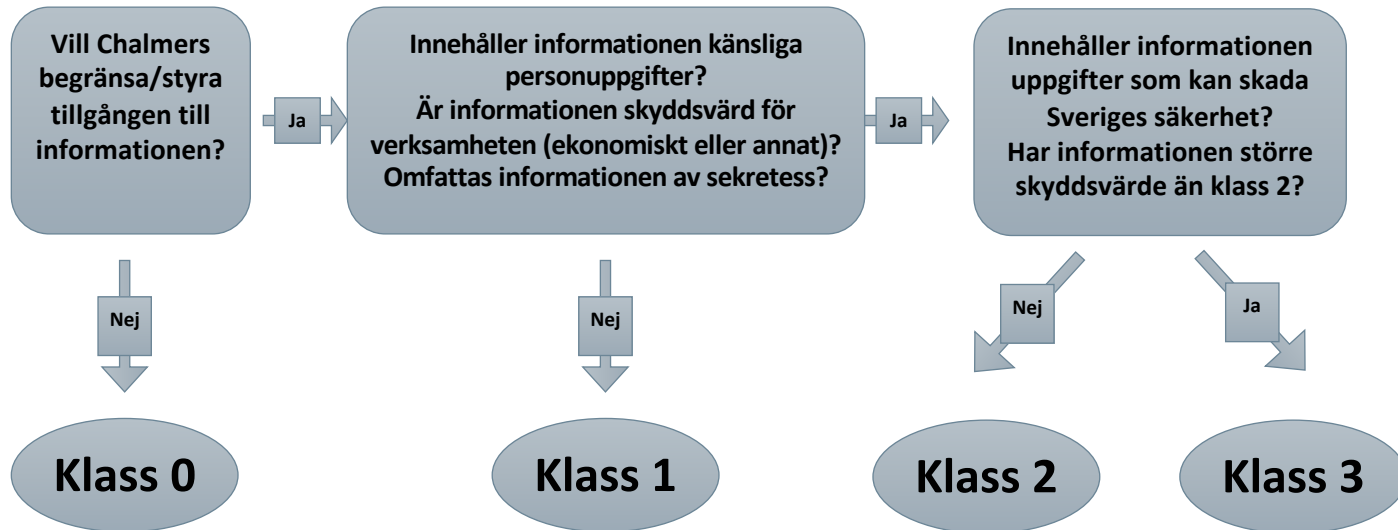 Vill Chalmers
begränsa/styra
tillgången till
informationen?
Ja
Innehåller informationen känsliga
personuppgifter?
Är informationen skyddsvärd för
verksamheten (ekonomiskt eller annat)?
Omfattas informationen av sekretess?
Ja
Innehåller informationen
uppgifter som kan skada
Sveriges säkerhet?
Har informationen större
skyddsvärde än klass 2?
Nej
Nej
Nej
Ja
Klass 0
Klass 1
Klass 2
Klass 3